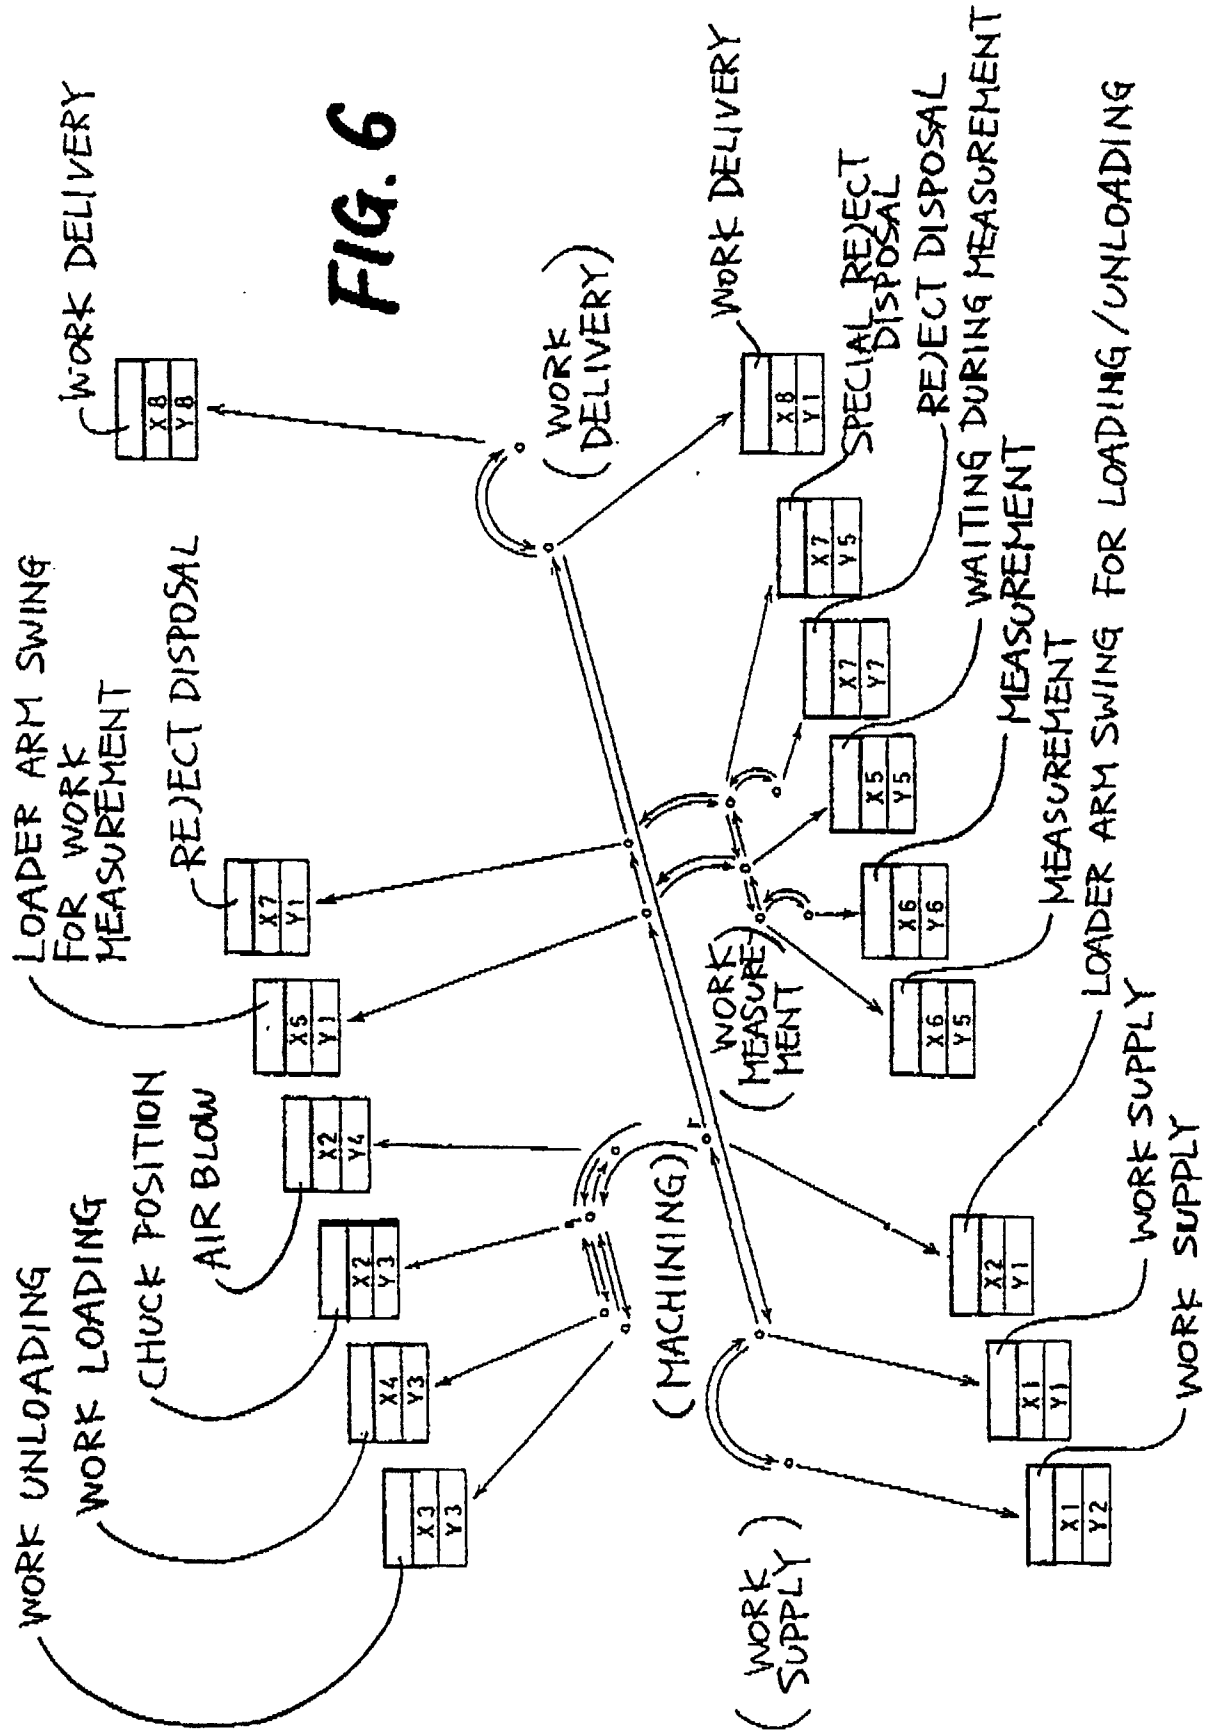 FIG. 6
WORK UNLOADING
WORK LOADING
CHUCK POSITION
AIR BLOW
LOADER ARM SWING
FOR WORK
MEASUREMENT
REJECT DISPOSAL
WORK DELIVERY
X3
Y3
X4
Y3
X2
Y3
X2
Y4
X5
Y1
X7
Y1
X8
Y8
(WORK
DELIVERY)
(MACHINING)
r
(WORK
MEASURE-
MENT)
(WORK
SUPPLY)
X1
Y2
X1
Y1
X2
Y1
X6
Y5
X6
Y6
X5
Y5
X7
Y7
X7
Y5
X8
Y1
WORK DELIVERY
SPECIAL REJECT
DISPOSAL
REJECT DISPOSAL
WAITING DURING MEASUREMENT
MEASUREMENT
MEASUREMENT
LOADER ARM SWING FOR LOADING/UNLOADING
WORK SUPPLY
WORK SUPPLY